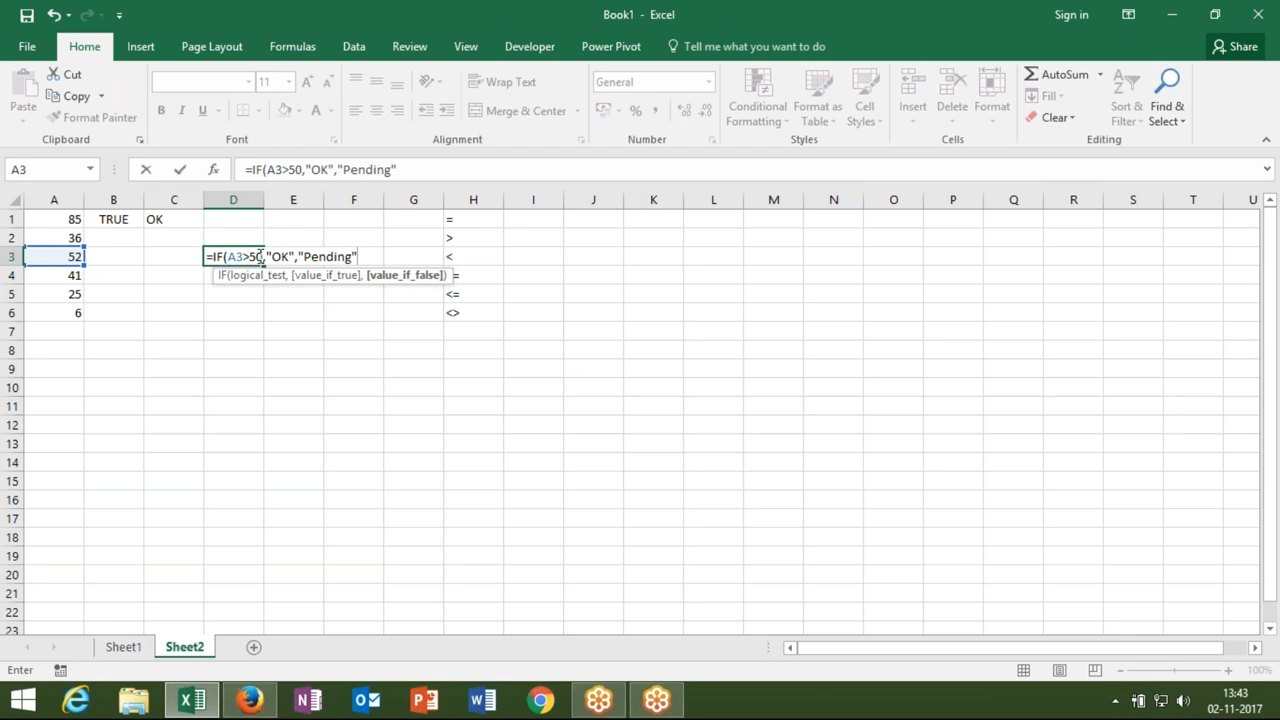 Book1 - Excel
Sign in
File Home Insert Page Layout Formulas Data Review View Developer Power Pivot Tell me what you want to do Share
Paste
Cut
Copy
Format Painter
Clipboard
11
B I U
Font
Wrap Text
Merge & Center
Alignment
General
%
Number
Conditional Formatting
Format as Table
Cell Styles
Styles
Insert Delete Format
Cells
AutoSum
Fill
Clear
Sort & Filter
Find & Select
Editing
A3 fx =IF(A3>50,"OK","Pending"
A B C D E F G H I J K L M N O P Q R S T U
1 85 TRUE OK =
2 36 >
3 52 =IF(A3>50,"OK","Pending" <
IF(logical_test, [value_if_true], [value_if_false])
4 41 =
5 25 <=
6 6 <>
7
8
9
10
11
12
13
14
15
16
17
18
19
20
21
22
23
Sheet1 Sheet2
Enter 100%
13:43
02-11-2017